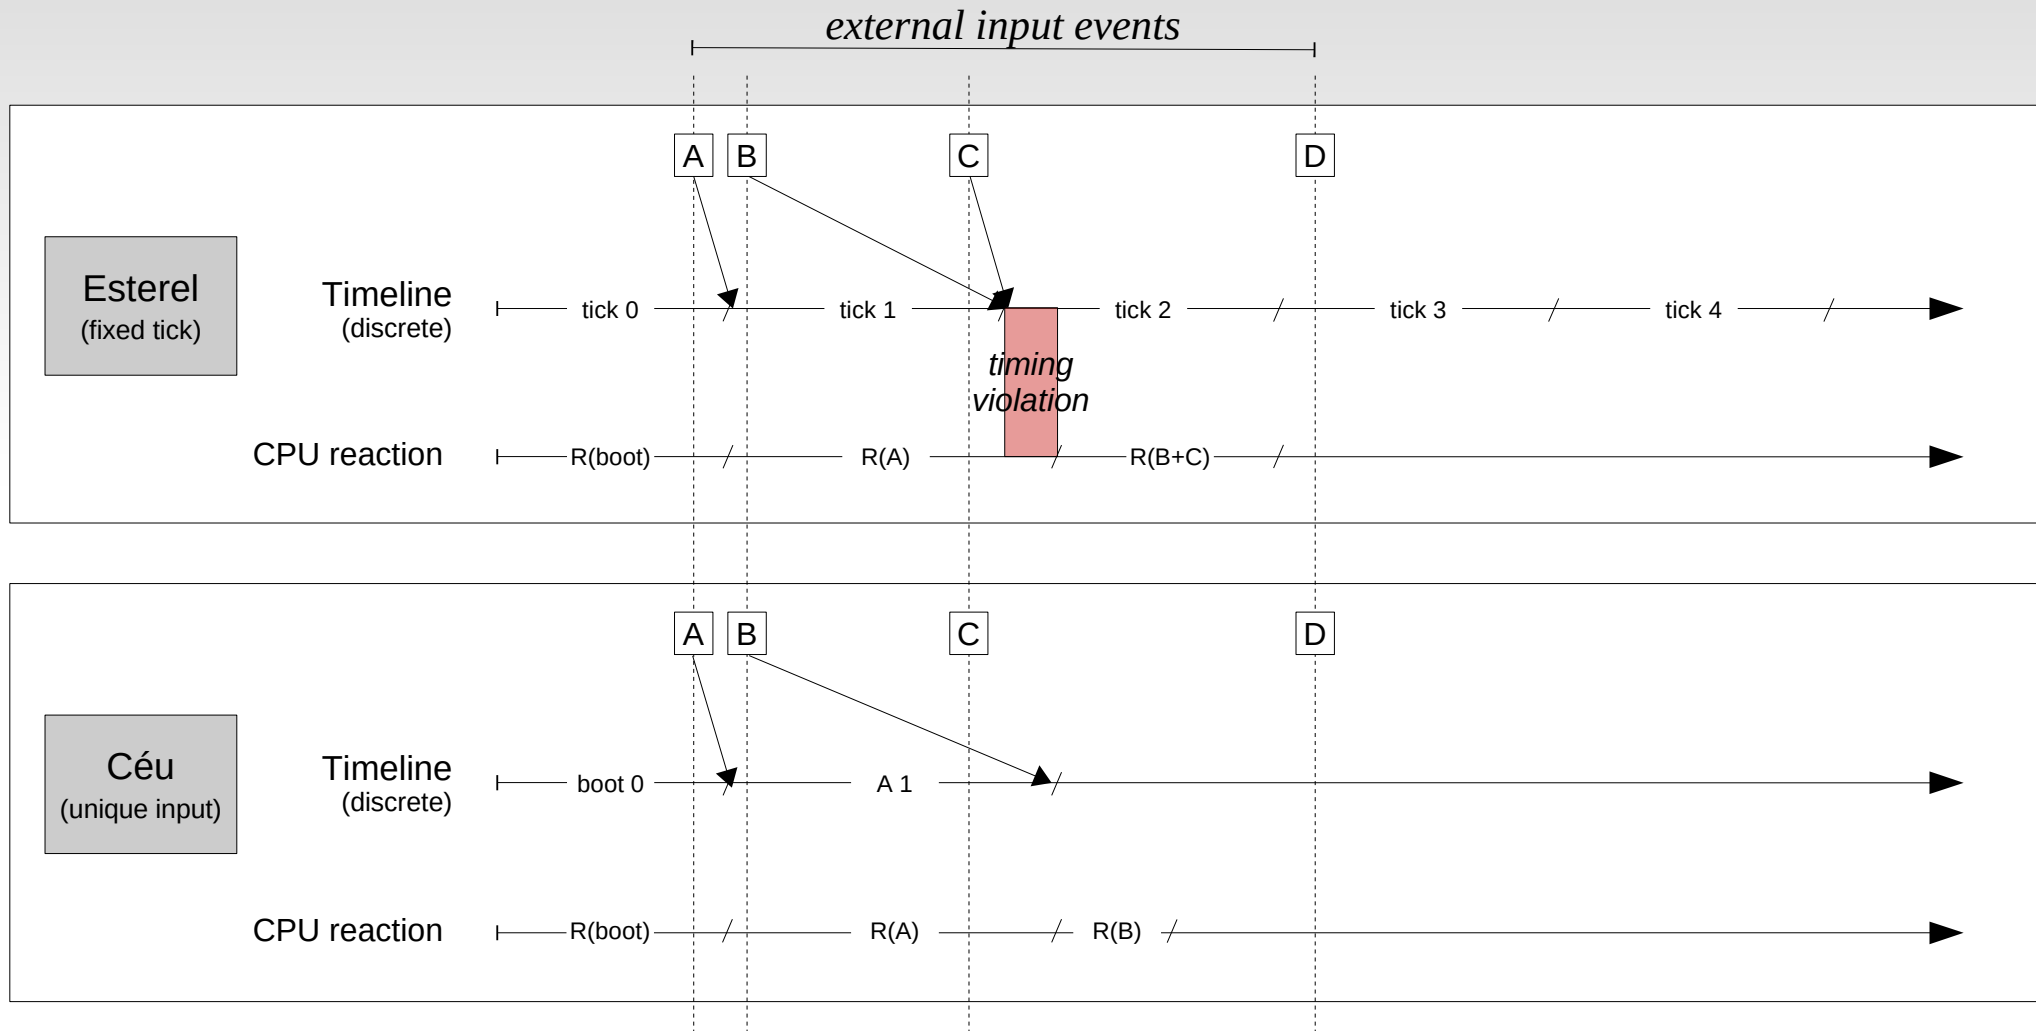 external input events
A B C D
Esterel
(fixed tick)
Timeline
(discrete)
tick 0 tick 1 tick 2 tick 3 tick 4
timing
violation
CPU reaction
R(boot) R(A) R(B+C)
A B C D
Céu
(unique input)
Timeline
(discrete)
boot 0 A 1
CPU reaction
R(boot) R(A) R(B)